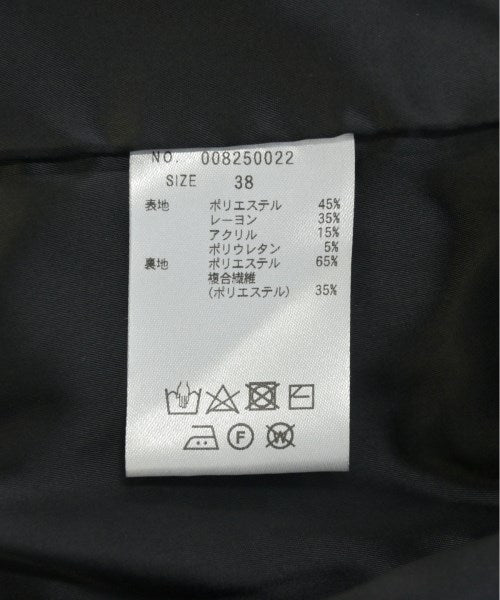 NO. 008250022
SIZE 38
表地 ポリエステル 45%
レーヨン 35%
アクリル 15%
ポリウレタン 5%
裏地 ポリエステル 65%
複合繊維
(ポリエステル) 35%
F W